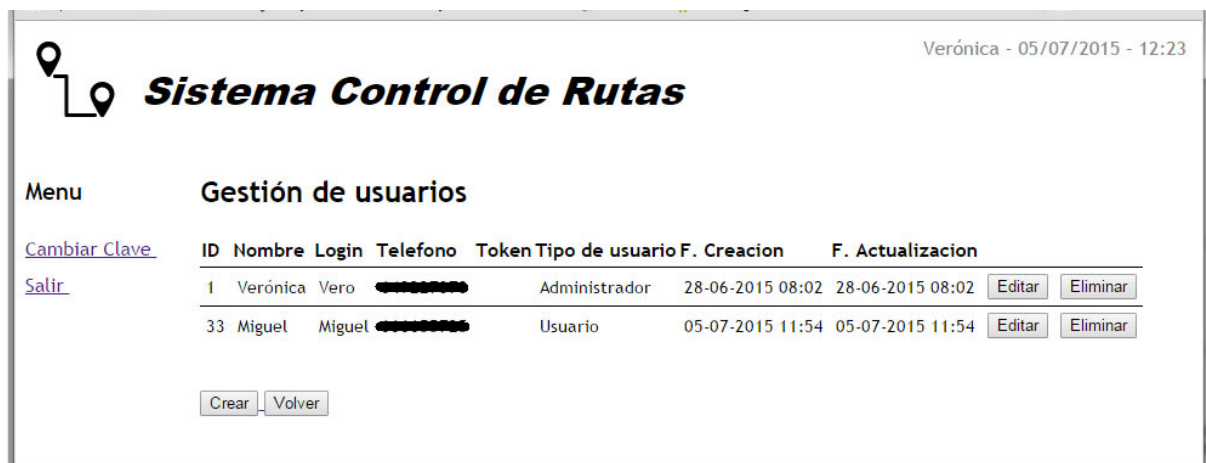 Verónica - 05/07/2015 - 12:23
Sistema Control de Rutas
Menu
Cambiar Clave
Salir
Gestión de usuarios
ID Nombre Login Telefono Token Tipo de usuario F. Creacion F. Actualizacion
1 Verónica Vero Administrador 28-06-2015 08:02 28-06-2015 08:02 Editar Eliminar
33 Miguel Miguel Usuario 05-07-2015 11:54 05-07-2015 11:54 Editar Eliminar
Crear Volver